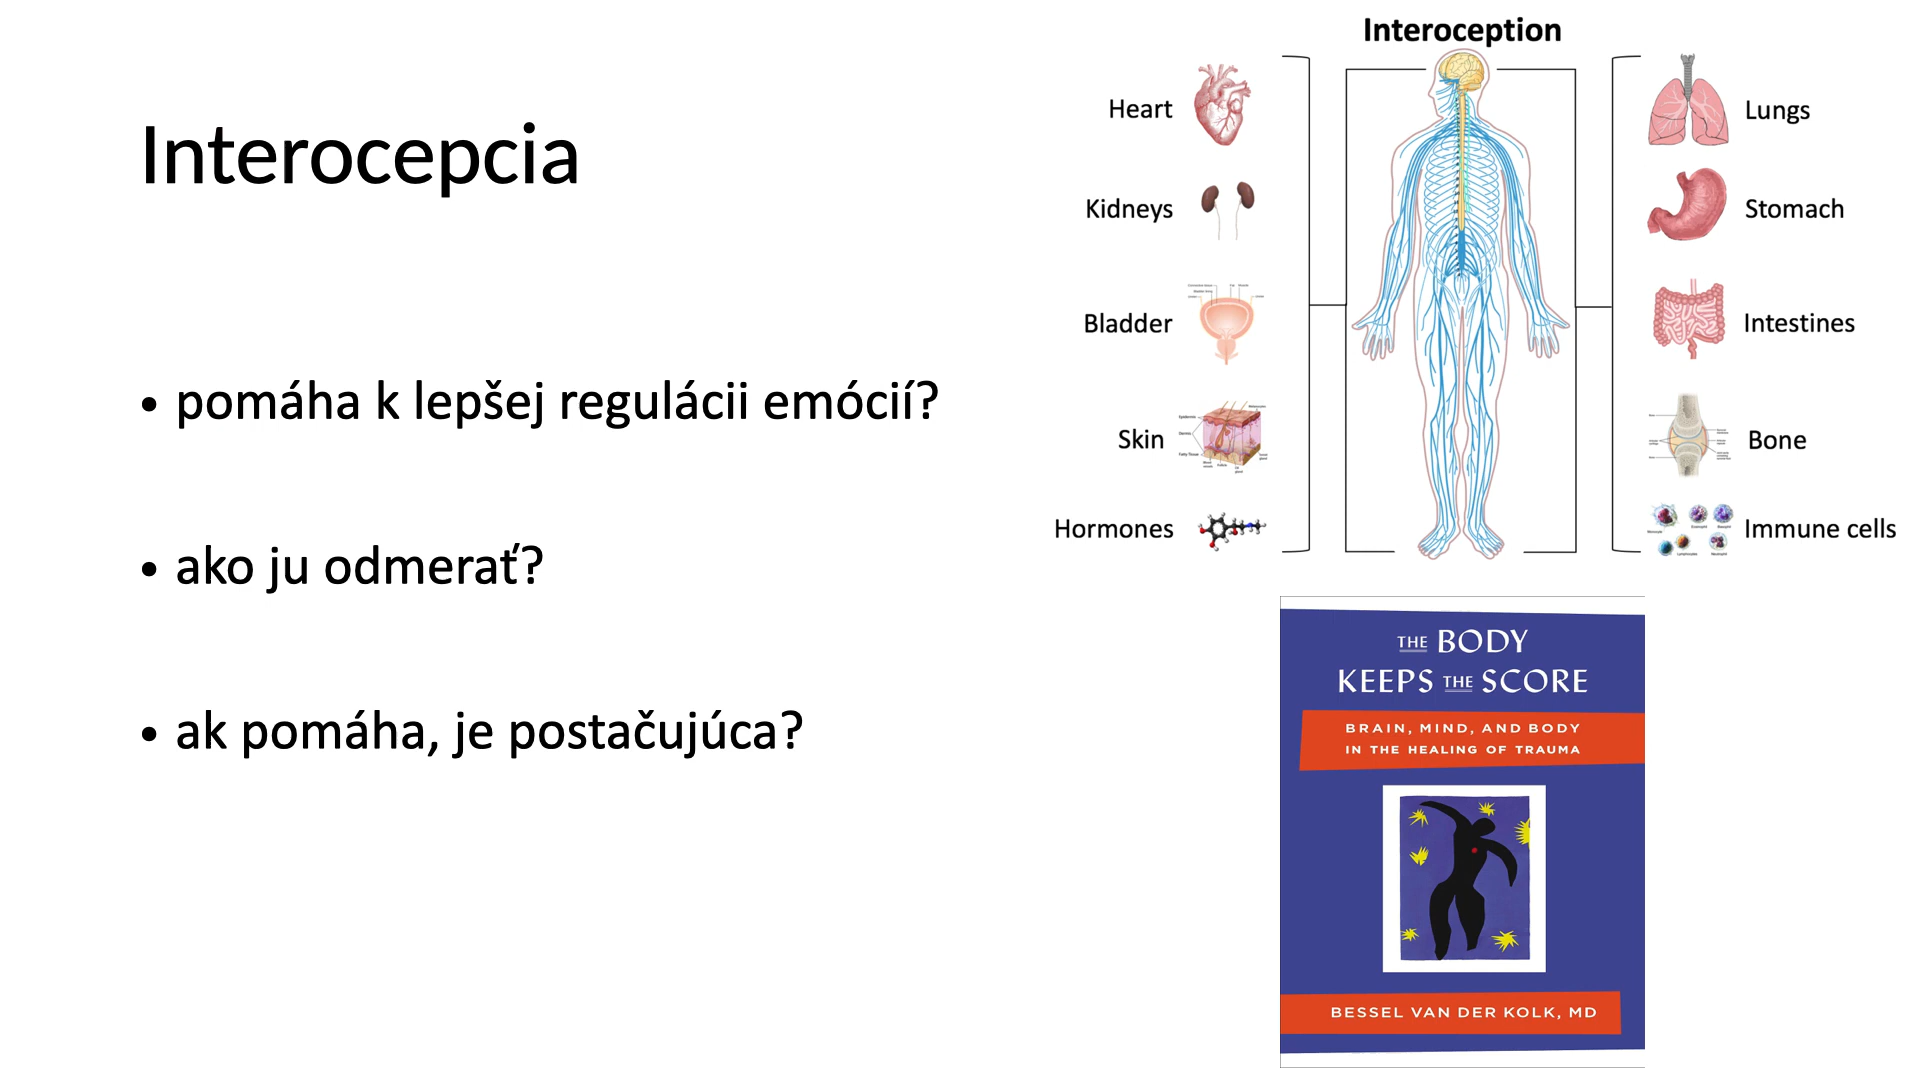 Interocepcia
• pomáha k lepšej regulácii emócií?
• ako ju odmerať?
• ak pomáha, je postačujúca?
Interoception
Heart
Kidneys
Bladder
Skin
Hormones
Lungs
Stomach
Intestines
Bone
Immune cells
THE BODY
KEEPS THE SCORE
BRAIN, MIND, AND BODY
IN THE HEALING OF TRAUMA
BESSEL VAN DER KOLK, MD